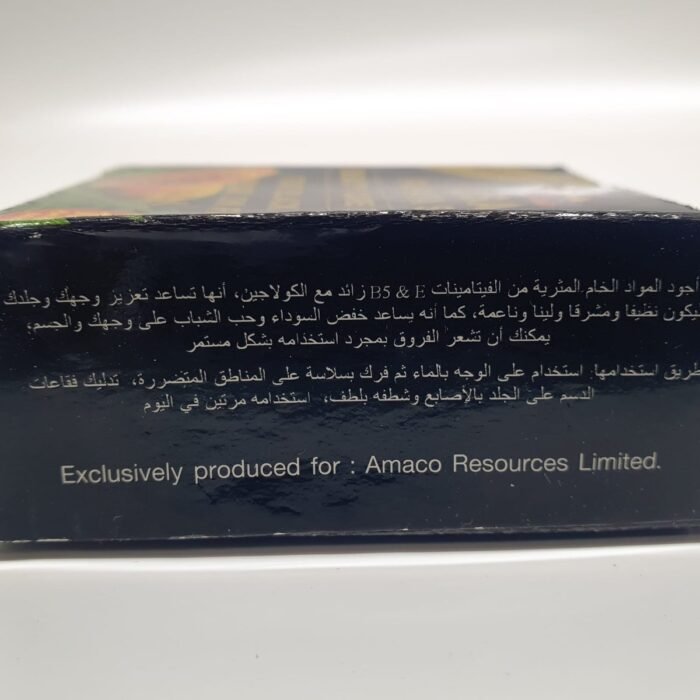 أجود المواد الخام المثرية من الفيتامينات B5 & E زائد مع الكولاجين، أنها تساعد تعزيز وجهك وجلدك
ليكون نظيفا ومشرقا ولينا وناعمة، كما أنه يساعد خفض السوداء وحب الشباب على وجهك والجسم،
يمكنك أن تشعر الفروق بمجرد استخدامه بشكل مستمر
طريق استخدامها: استخدام على الوجه بالماء ثم فرك بسلاسة على المناطق المتضررة، تدليك فقاعات
الدسم على الجلد بالأصابع وشطفه بلطف، استخدامه مرتين في اليوم
Exclusively produced for : Amaco Resources Limited.